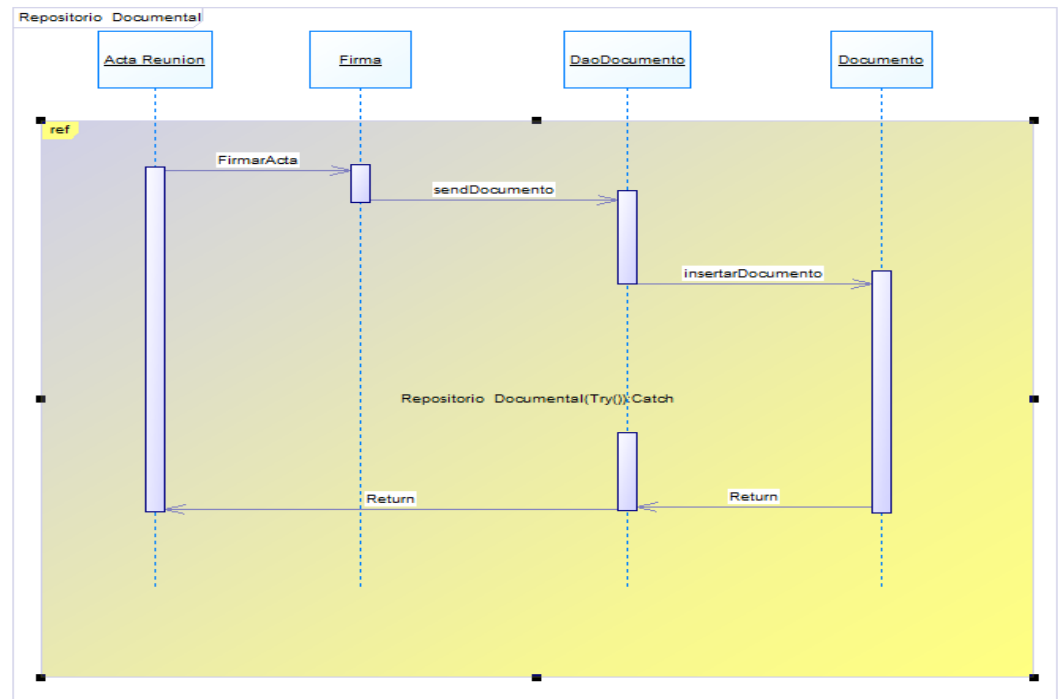 Repositorio Documental
Acta Reunion
Firma
DaoDocumento
Documento
ref
FirmarActa
sendDocumento
insertarDocumento
Repositorio Documental(Try()):Catch
Return
Return